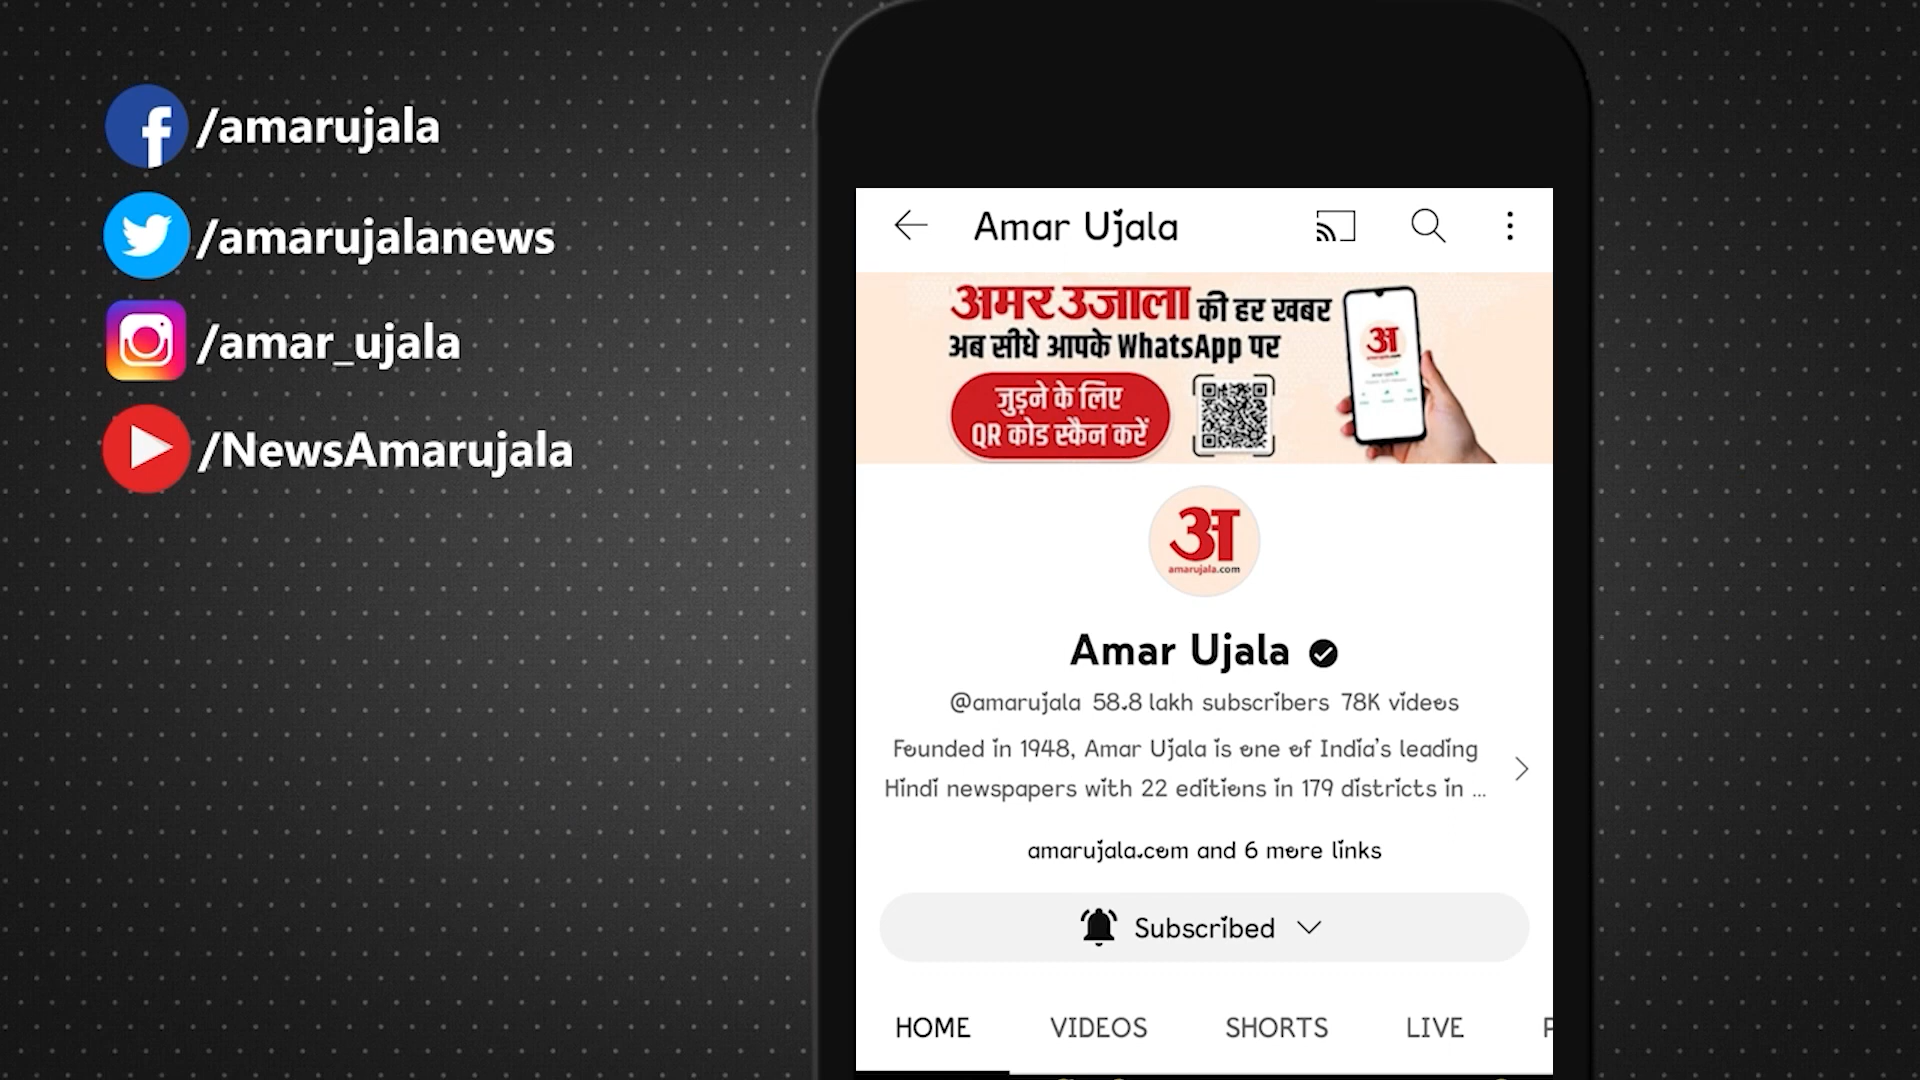 /amarujala
/amarujalanews
/amar_ujala
/NewsAmarujala
Amar Ujala
अमर उजाला की हर खबर
अब सीधे आपके WhatsApp पर
जुड़ने के लिए
QR कोड स्कैन करें
अ
अ
amarujala.com
Amar Ujala
@amarujala 58.8 lakh subscribers 78K videos
Founded in 1948, Amar Ujala is one of India's leading
Hindi newspapers with 22 editions in 179 districts in ...
amarujala.com and 6 more links
Subscribed
HOME VIDEOS SHORTS LIVE